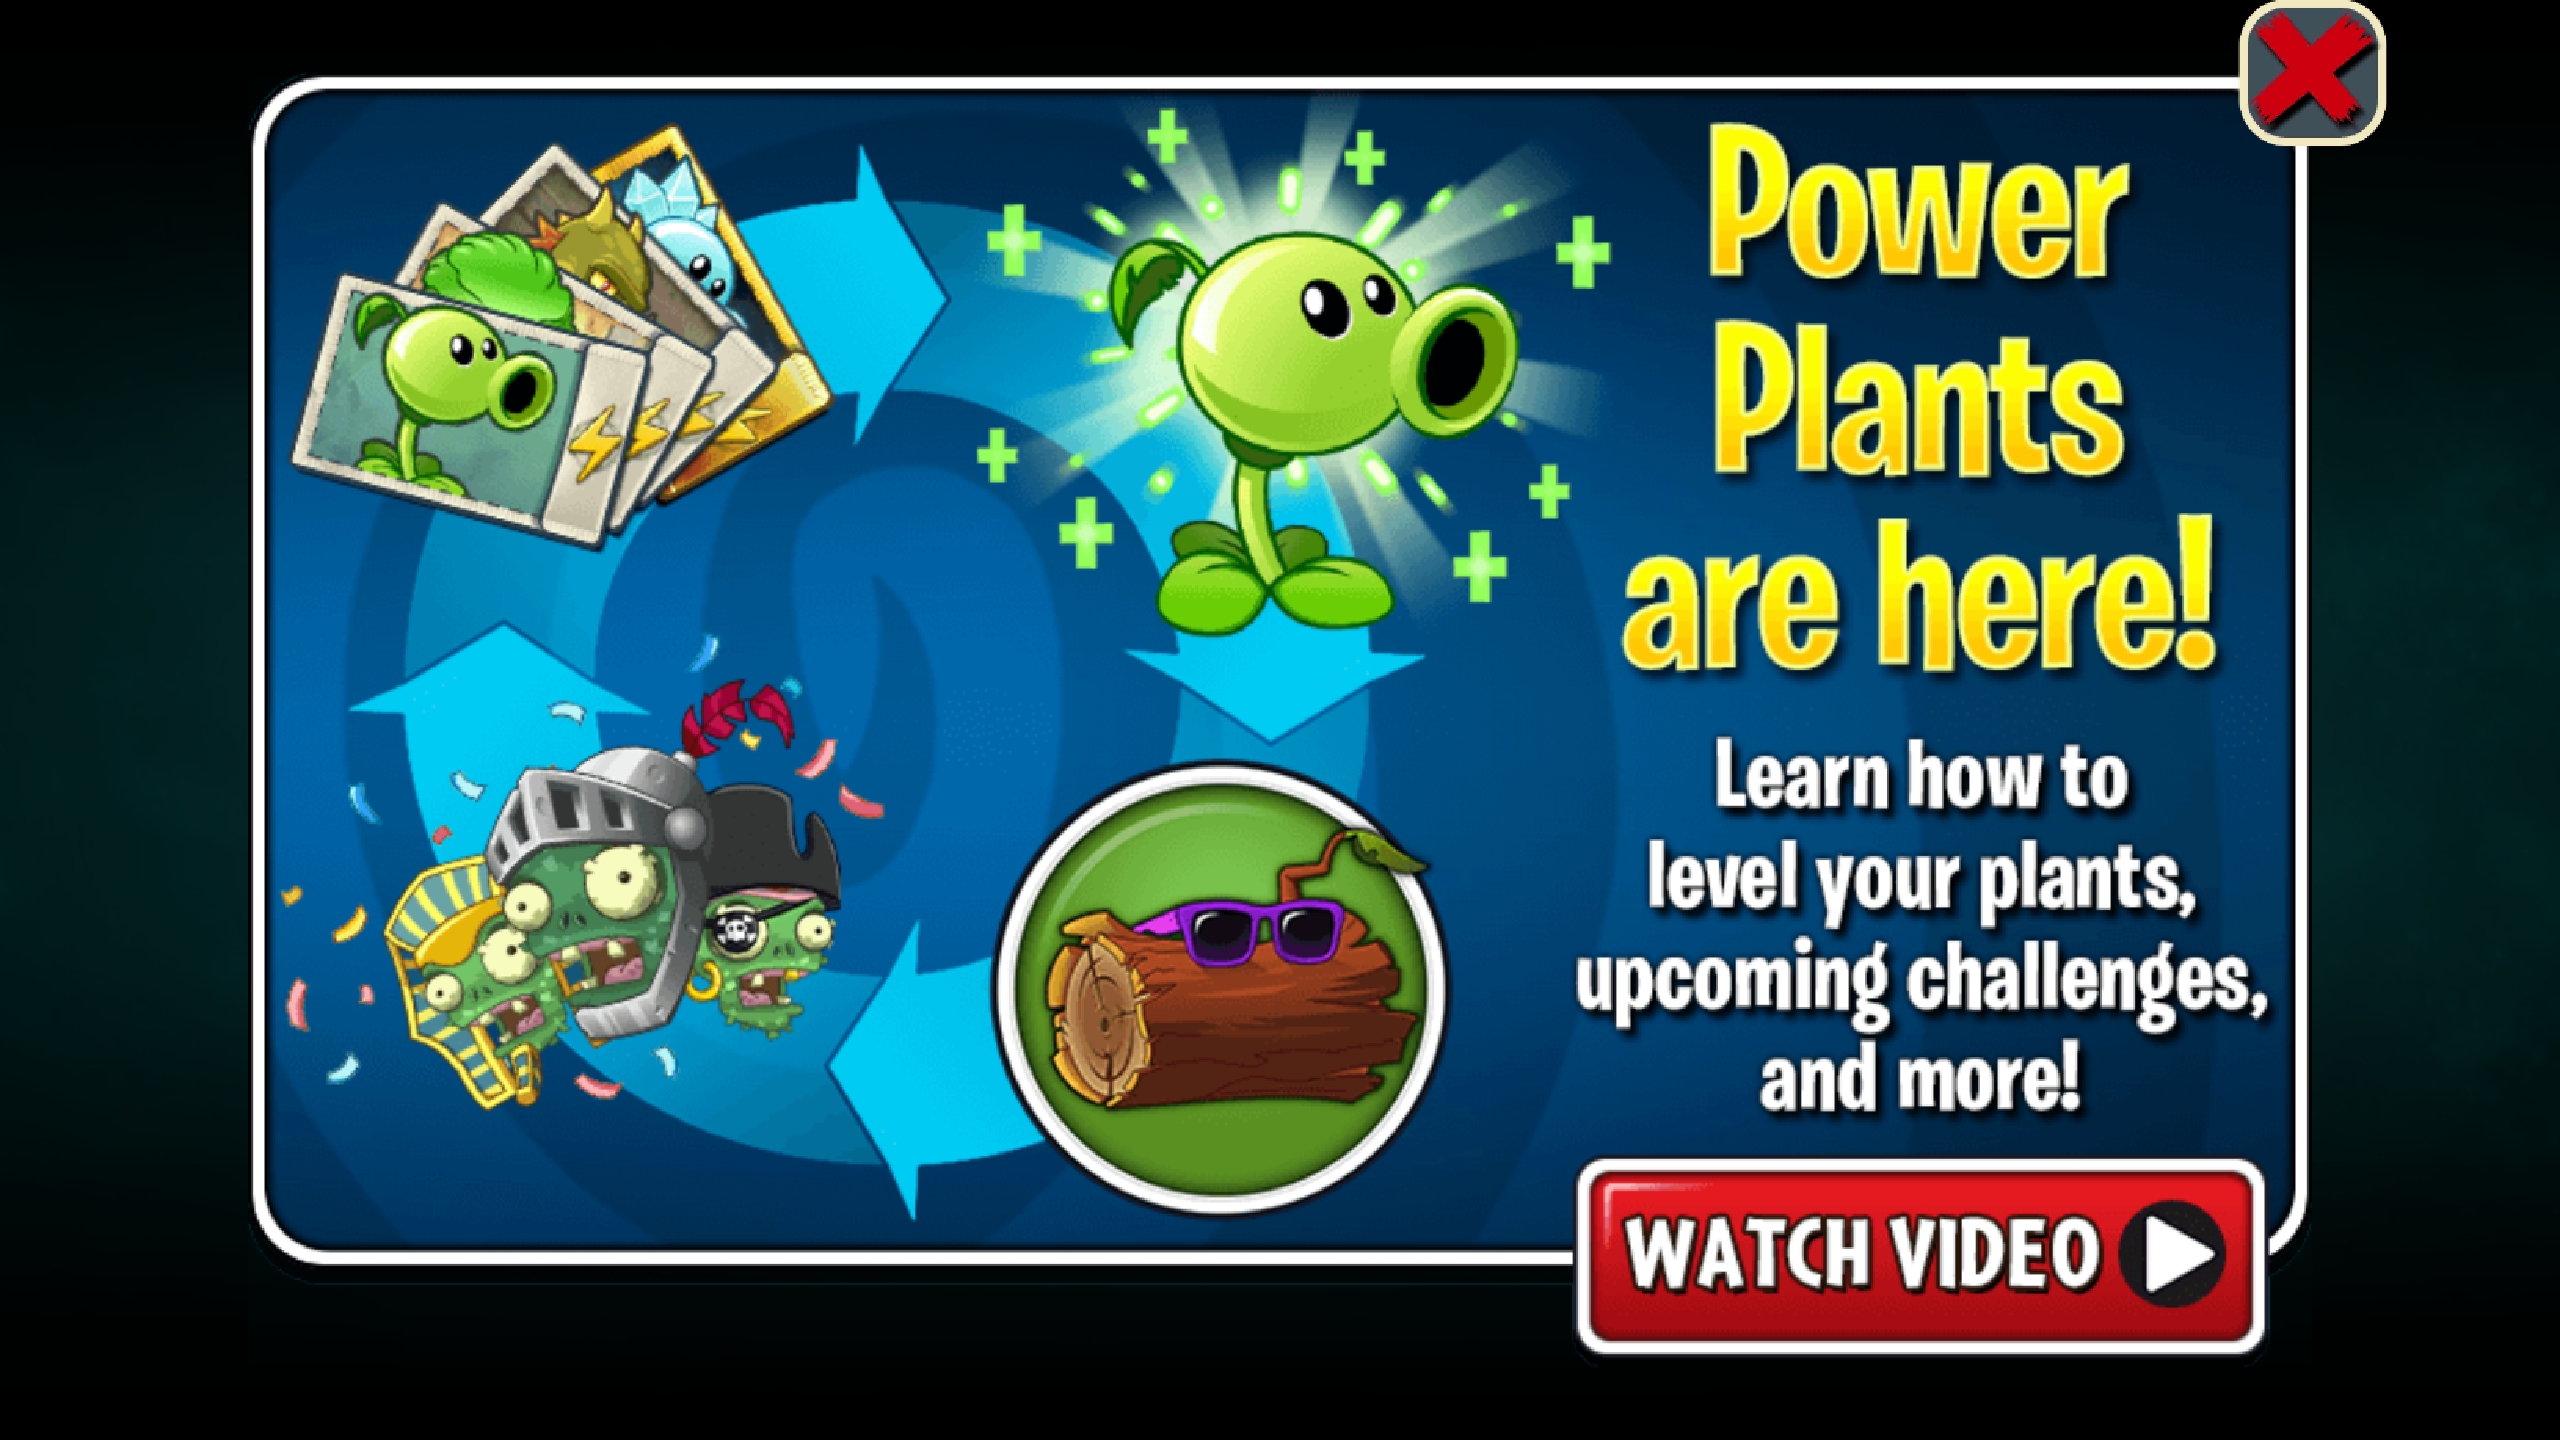 Power
Plants
are here!
Learn how to
level your plants,
upcoming challenges,
and more!
WATCH VIDEO